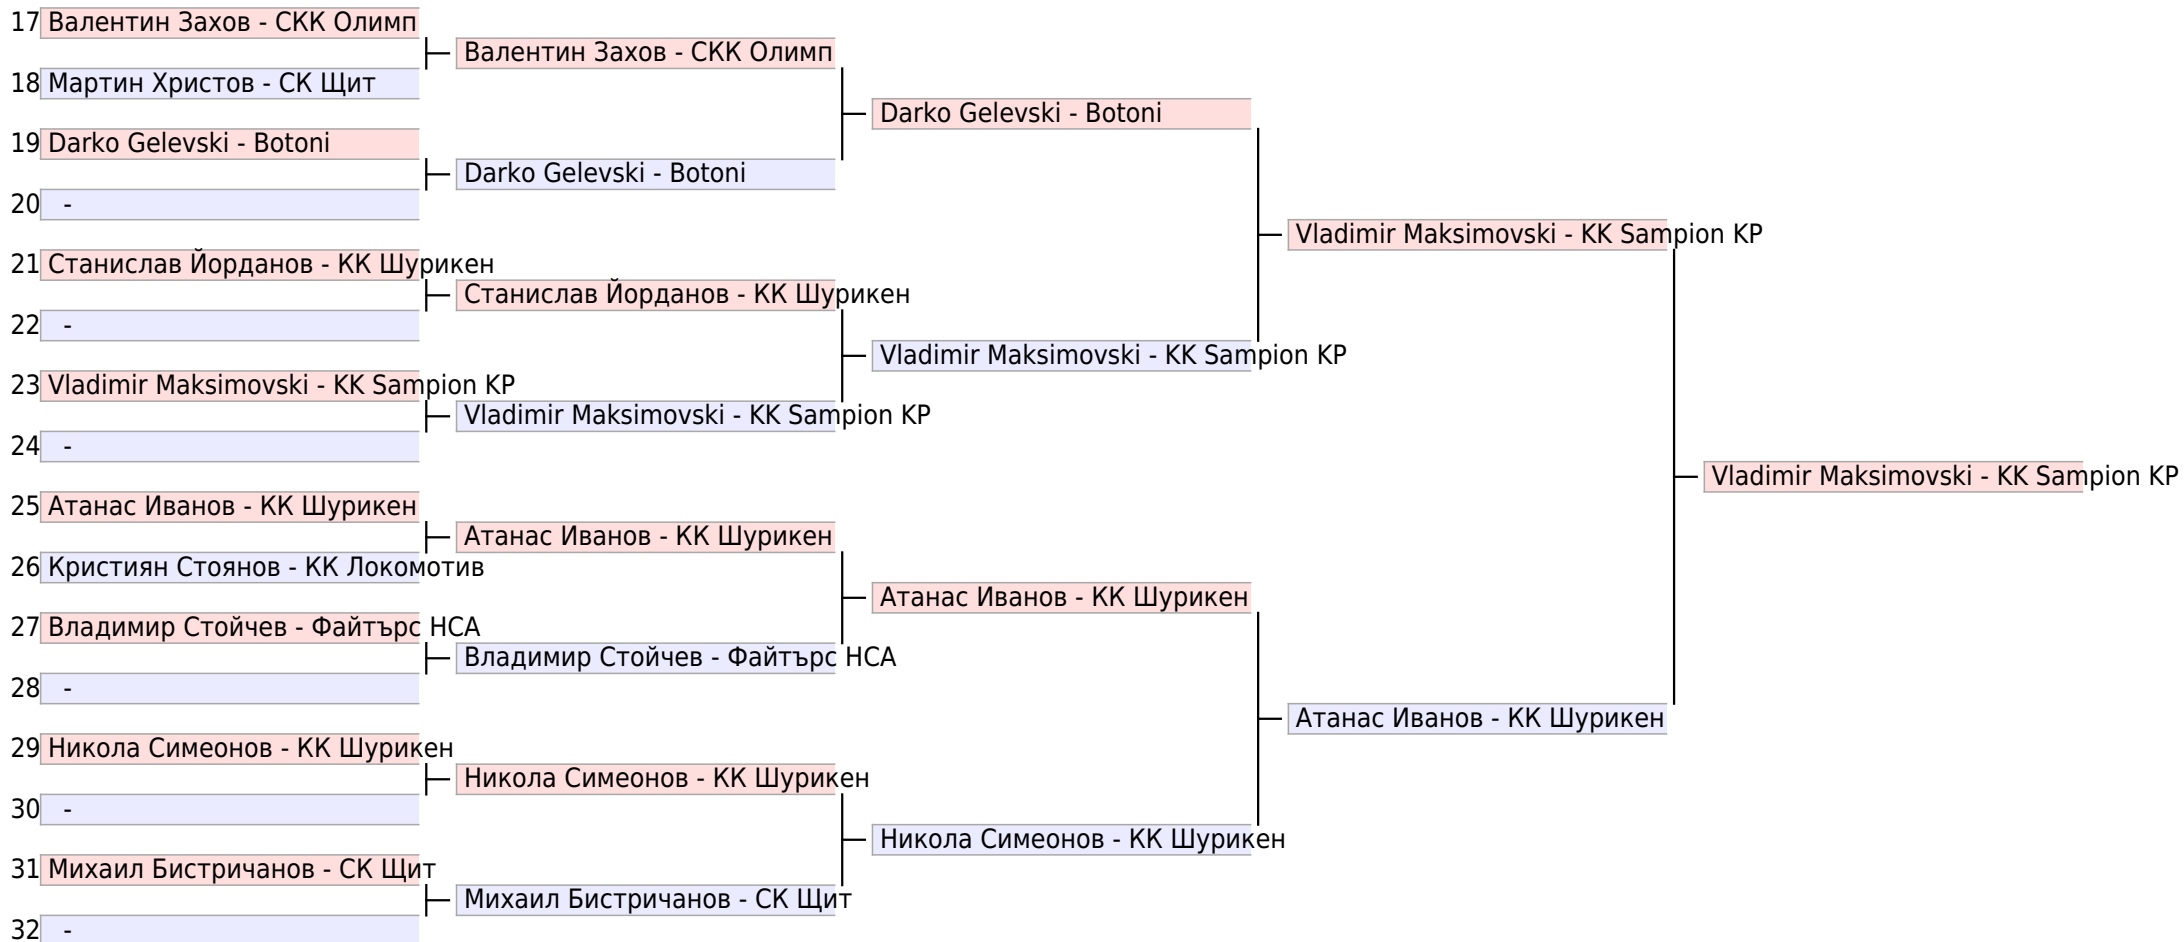 17 Валентин Захов - СКК Олимп
Валентин Захов - СКК Олимп
18 Мартин Христов - СК Щит
Darko Gelevski - Botoni
19 Darko Gelevski - Botoni
Darko Gelevski - Botoni
20 -
Vladimir Maksimovski - KK Sampion KP
21 Станислав Йорданов - КК Шурикен
Станислав Йорданов - КК Шурикен
22 -
Vladimir Maksimovski - KK Sampion KP
23 Vladimir Maksimovski - KK Sampion KP
Vladimir Maksimovski - KK Sampion KP
24 -
Vladimir Maksimovski - KK Sampion KP
25 Атанас Иванов - КК Шурикен
Атанас Иванов - КК Шурикен
26 Кристиян Стоянов - КК Локомотив
Атанас Иванов - КК Шурикен
27 Владимир Стойчев - Файтърс НСА
Владимир Стойчев - Файтърс НСА
28 -
Атанас Иванов - КК Шурикен
29 Никола Симеонов - КК Шурикен
Никола Симеонов - КК Шурикен
30 -
Никола Симеонов - КК Шурикен
31 Михаил Бистричанов - СК Щит
Михаил Бистричанов - СК Щит
32 -